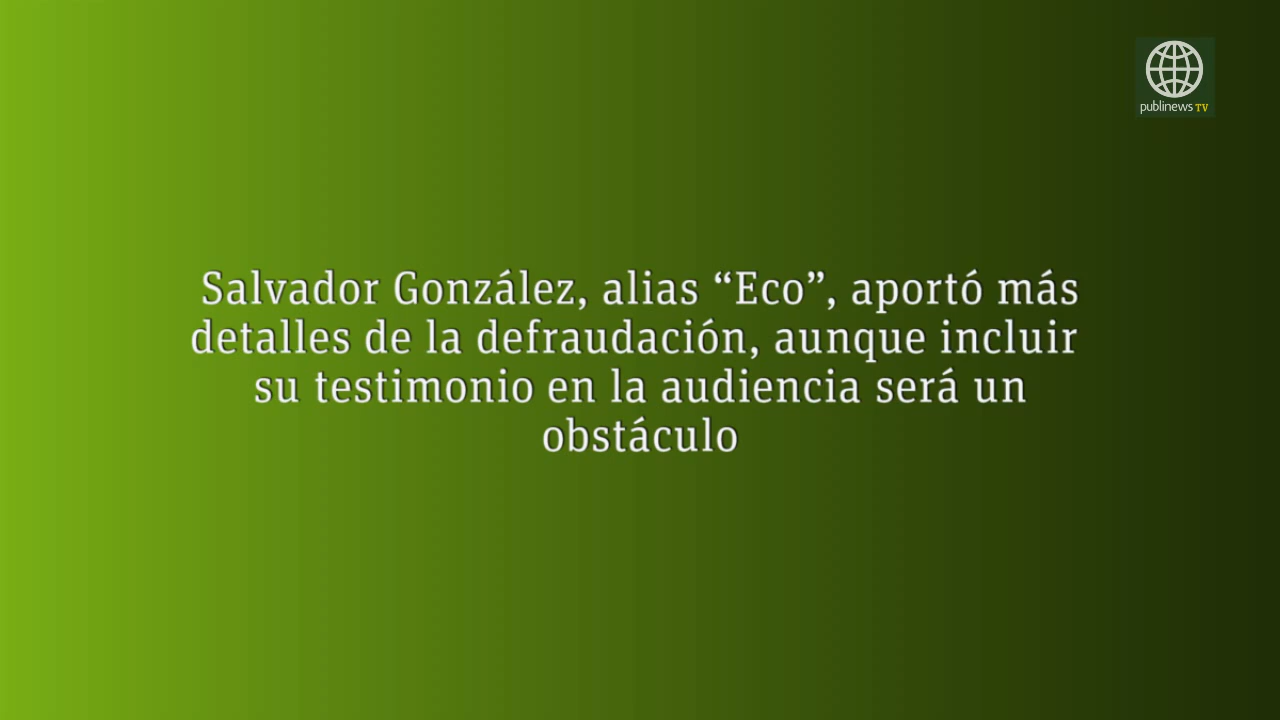 publinews TV
Salvador González, alias “Eco”, aportó más
detalles de la defraudación, aunque incluir
su testimonio en la audiencia será un
obstáculo